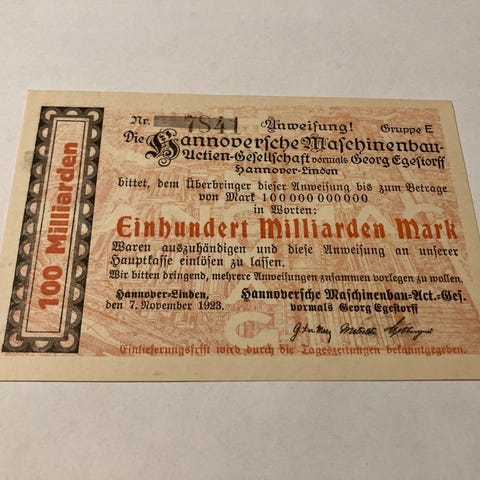 100 Milliarden
Nr. 7841 Anweisung! Gruppe E
Die Hannoversche Maschinenbau-
Actien-Gesellschaft vormals Georg Egestorff
Hannover-Linden
bittet, dem Überbringer dieser Anweisung bis zum Betrage
von Mark 100 000 000 000
in Worten:
Einhundert Milliarden Mark
Waren auszuhändigen und diese Anweisung an unserer
Hauptkasse einlösen zu lassen.
Wir bitten dringend, mehrere Anweisungen zusammen vorlegen zu wollen.
Hannover-Linden, Hannoversche Maschinenbau-Act.-Ges.
den 7. November 1923. vormals Georg Egestorff
Einlieferungsfrist wird durch die Tageszeitungen bekanntgegeben.